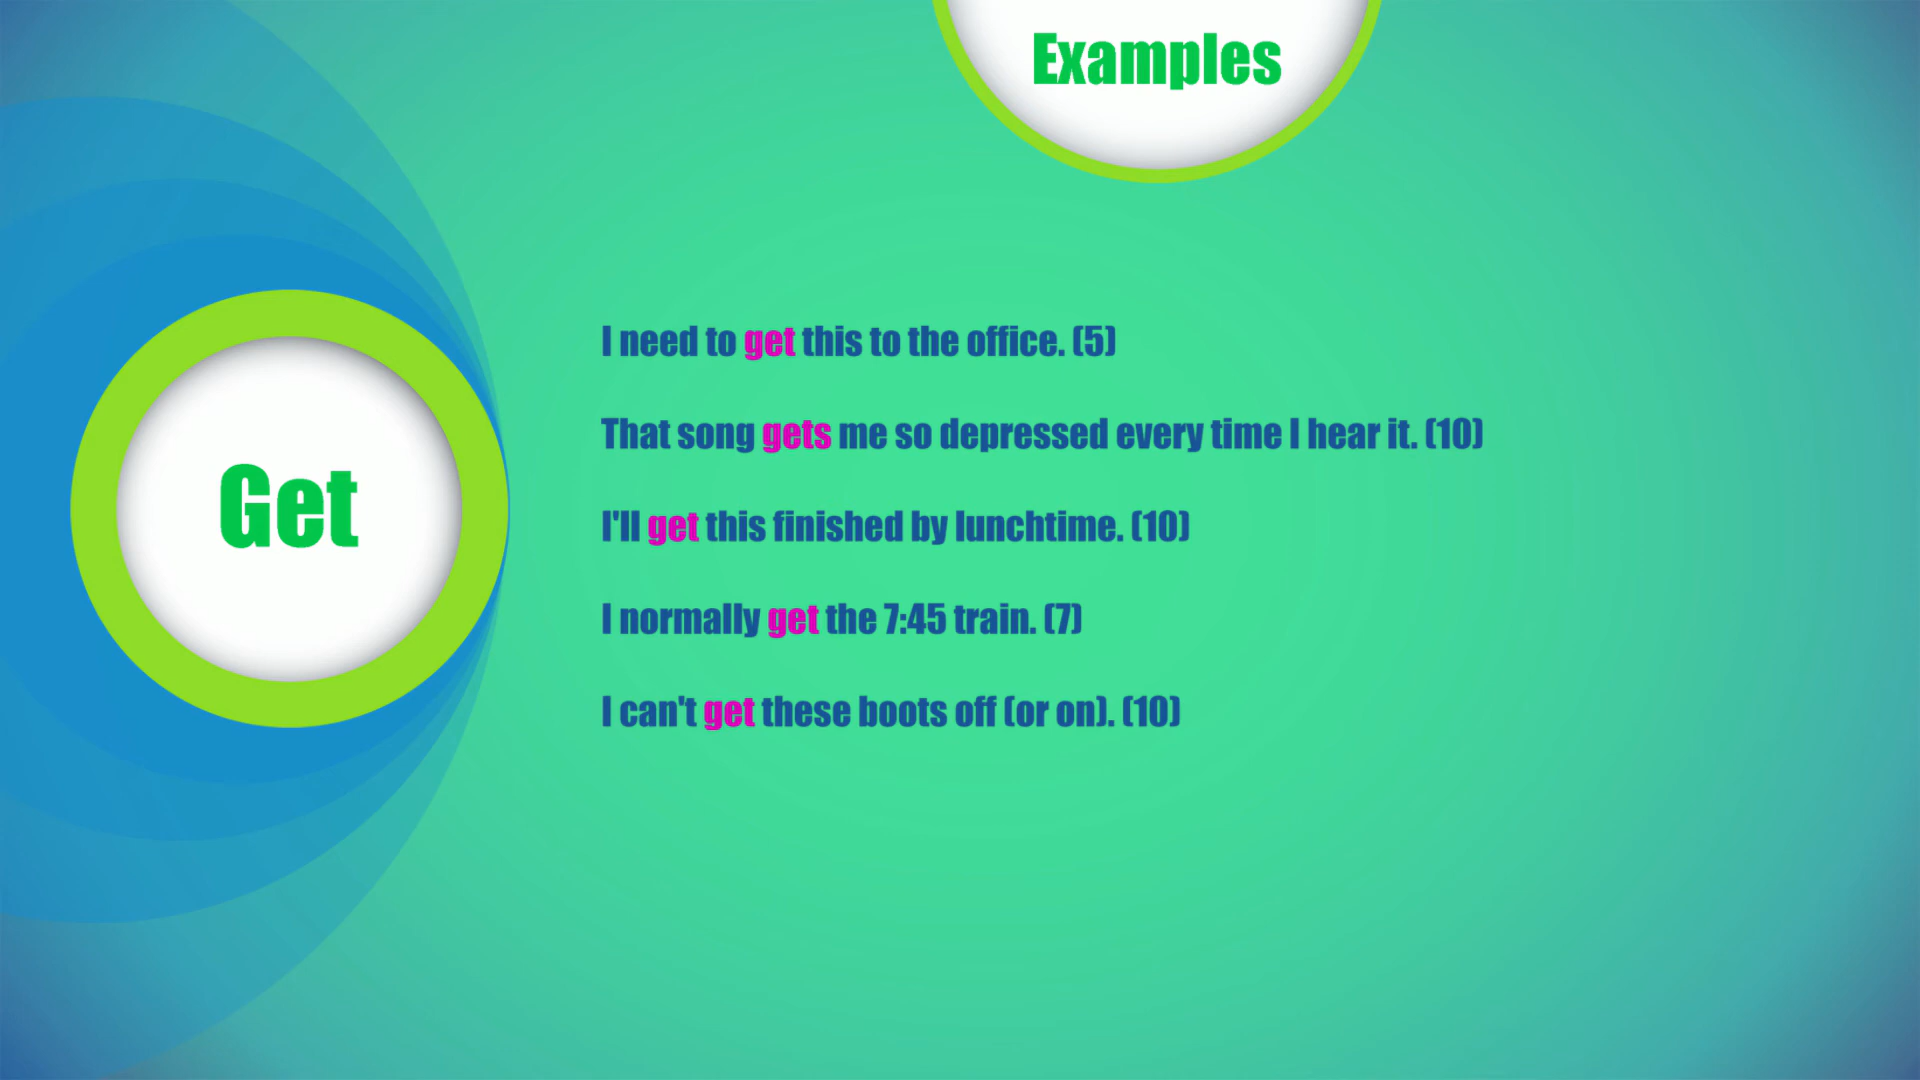 Examples
Get
I need to get this to the office. (5)
That song gets me so depressed every time I hear it. (10)
I'll get this finished by lunchtime. (10)
I normally get the 7:45 train. (7)
I can't get these boots off (or on). (10)